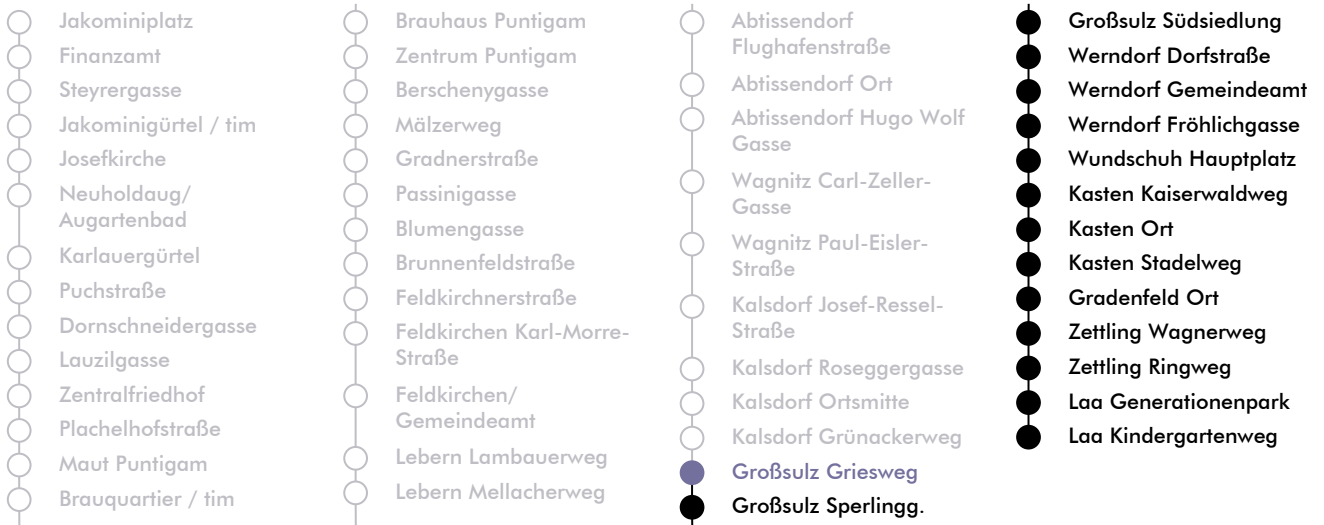 Jakominiplatz
Finanzamt
Steyrergasse
Jakominigürtel / tim
Josefkirche
Neuholdaug/
Augartenbad
Karlauergürtel
Puchstraße
Dornschneidergasse
Lauzilgasse
Zentralfriedhof
Plachelhofstraße
Maut Puntigam
Brauquartier / tim
Brauhaus Puntigam
Zentrum Puntigam
Berschenygasse
Mälzerweg
Gradnerstraße
Passinigasse
Blumengasse
Brunnenfeldstraße
Feldkirchnerstraße
Feldkirchen Karl-Morre-
Straße
Feldkirchen/
Gemeindeamt
Lebern Lambauerweg
Lebern Mellacherweg
Abtissendorf
Flughafenstraße
Abtissendorf Ort
Abtissendorf Hugo Wolf
Gasse
Wagnitz Carl-Zeller-
Gasse
Wagnitz Paul-Eisler-
Straße
Kalsdorf Josef-Ressel-
Straße
Kalsdorf Roseggergasse
Kalsdorf Ortsmitte
Kalsdorf Grünackerweg
Großsulz Griesweg
Großsulz Sperlingg.
Großsulz Südsiedlung
Werndorf Dorfstraße
Werndorf Gemeindeamt
Werndorf Fröhlichgasse
Wundschuh Hauptplatz
Kasten Kaiserwaldweg
Kasten Ort
Kasten Stadelweg
Gradenfeld Ort
Zettling Wagnerweg
Zettling Ringweg
Laa Generationenpark
Laa Kindergartenweg